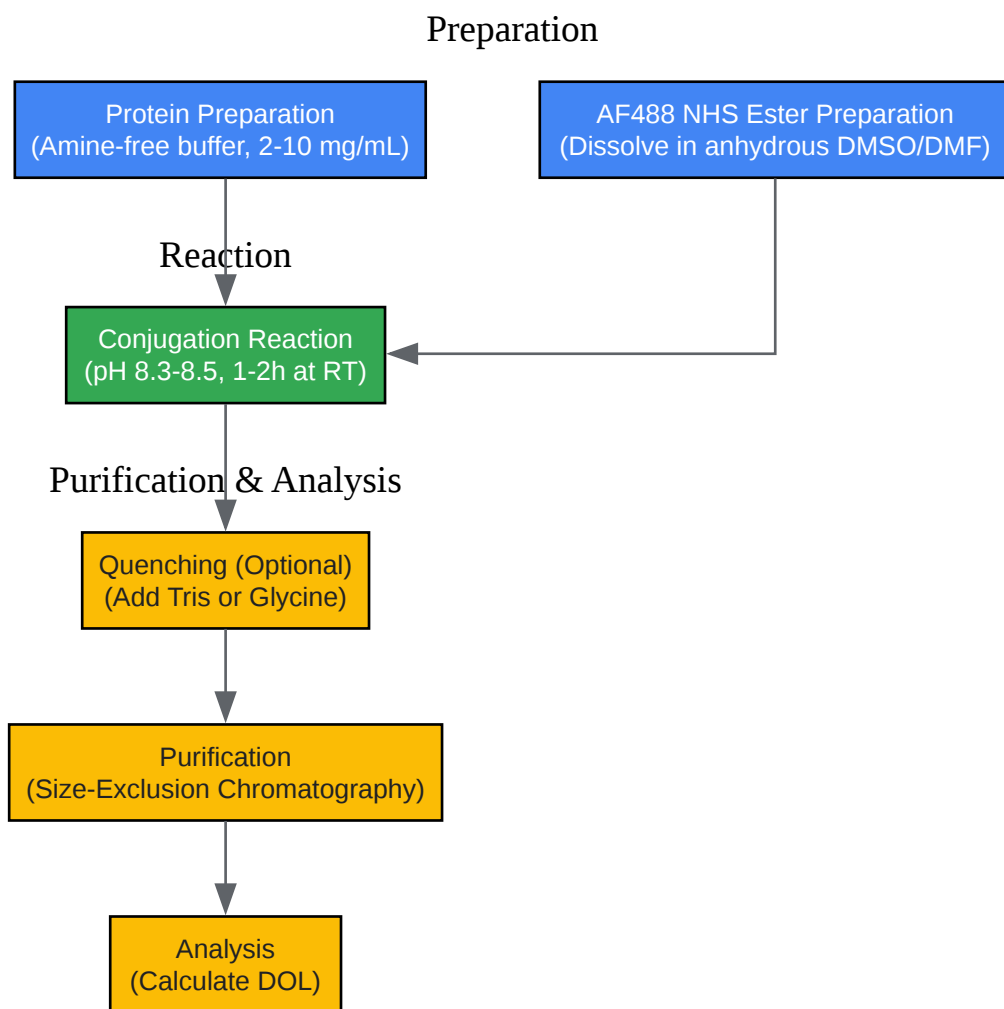 Preparation
Protein Preparation
(Amine-free buffer, 2-10 mg/mL)
AF488 NHS Ester Preparation
(Dissolve in anhydrous DMSO/DMF)
Reaction
Conjugation Reaction
(pH 8.3-8.5, 1-2h at RT)
Purification & Analysis
Quenching (Optional)
(Add Tris or Glycine)
Purification
(Size-Exclusion Chromatography)
Analysis
(Calculate DOL)